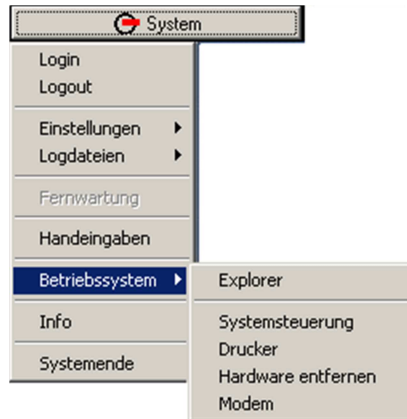 System
Login
Logout
Einstellungen
Logdateien
Fernwartung
Handeingaben
Betriebssystem
Info
Systemende
Explorer
Systemsteuerung
Drucker
Hardware entfernen
Modem